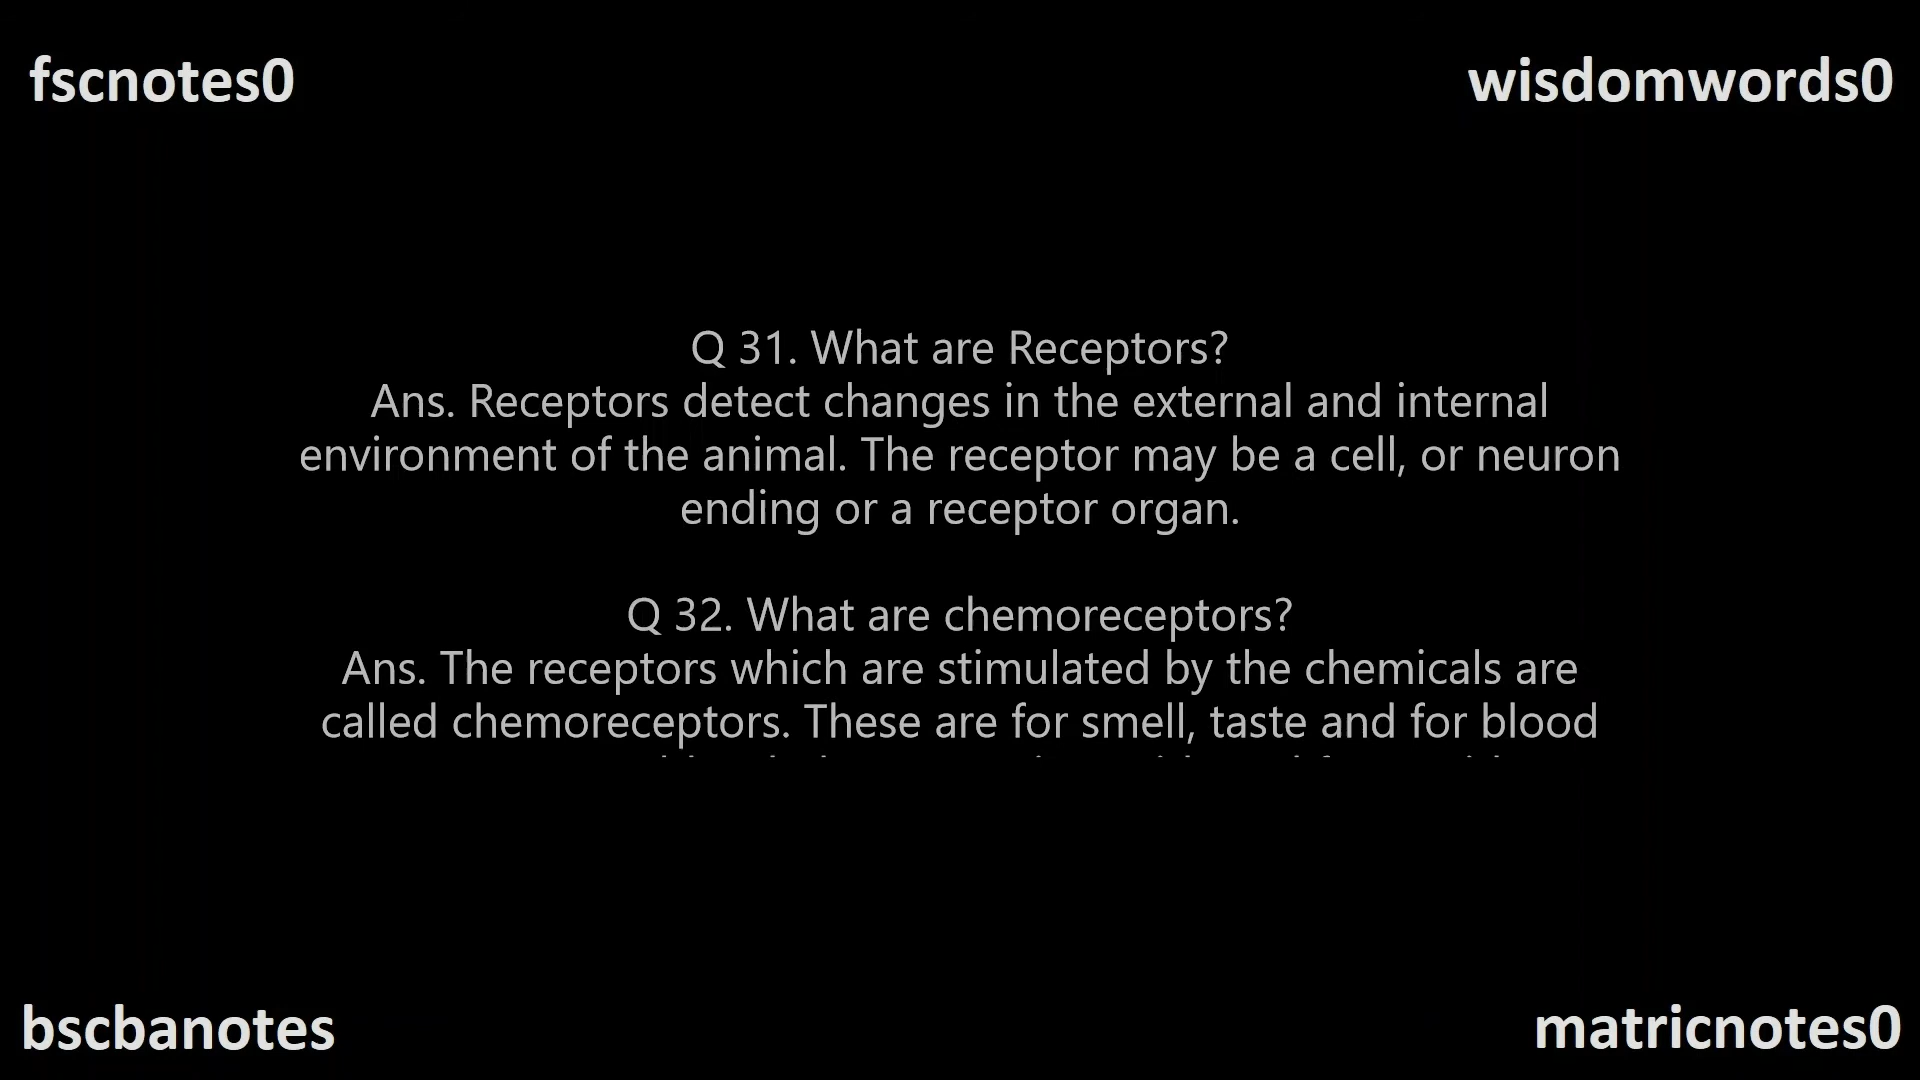 fscnotes0
wisdomwords0
Q 31. What are Receptors?
Ans. Receptors detect changes in the external and internal
environment of the animal. The receptor may be a cell, or neuron
ending or a receptor organ.
Q 32. What are chemoreceptors?
Ans. The receptors which are stimulated by the chemicals are
called chemoreceptors. These are for smell, taste and for blood
bscbanotes
matricnotes0